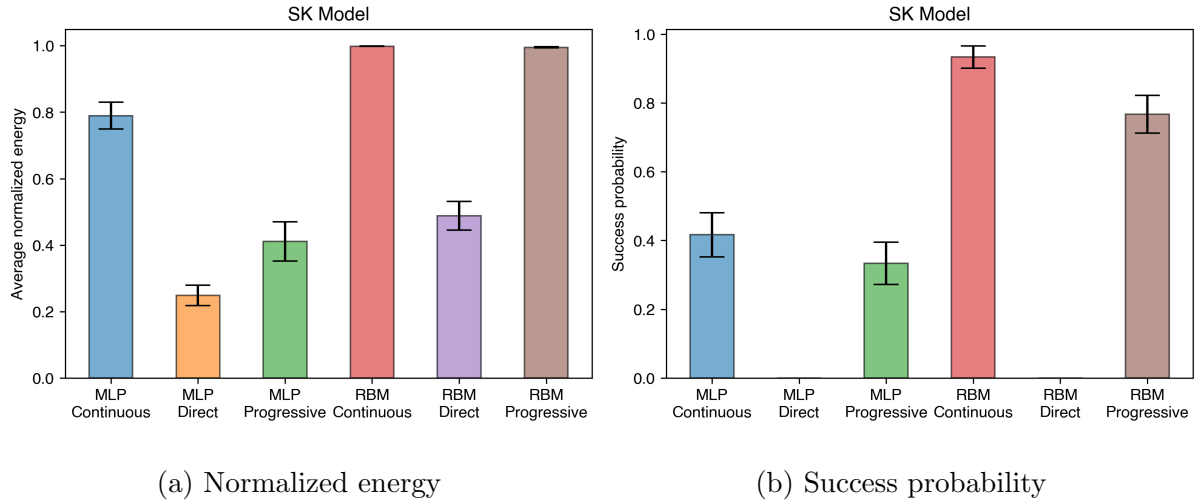 SK Model
Average normalized energy
1.0
0.8
0.6
0.4
0.2
0.0
MLP
Continuous
MLP
Direct
MLP
Progressive
RBM
Continuous
RBM
Direct
RBM
Progressive
(a) Normalized energy
SK Model
Success probability
1.0
0.8
0.6
0.4
0.2
0.0
MLP
Continuous
MLP
Direct
MLP
Progressive
RBM
Continuous
RBM
Direct
RBM
Progressive
(b) Success probability